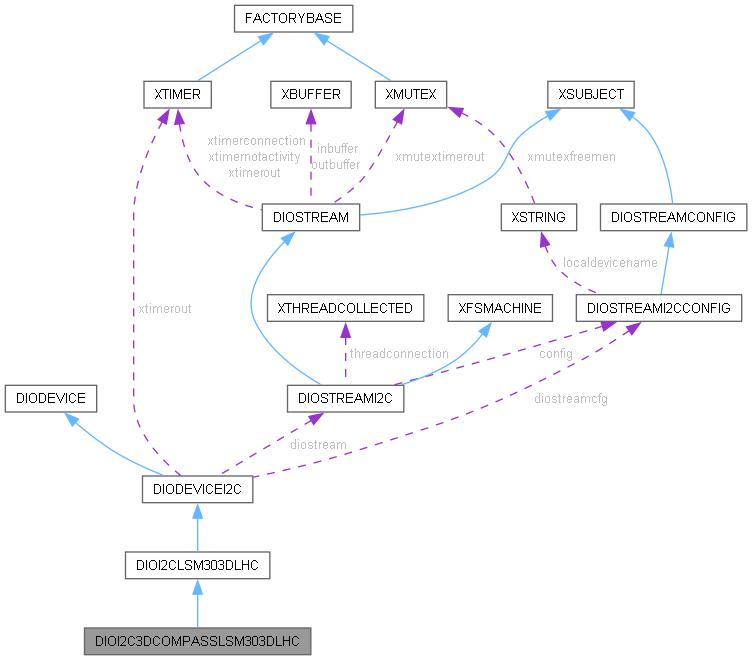 FACTORYBASE
XTIMER
XBUFFER
XMUTEX
XSUBJECT
xtimerconnection
xtimernotactivity
xtimerout
inbuffer
outbuffer
xmutextimerout
xmutexfreemen
DIOSTREAM
XSTRING
DIOSTREAMCONFIG
localdevicename
xtimerout
XTHREADCOLLECTED
XFSMACHINE
DIOSTREAMI2CCONFIG
threadconnection
config
DIODEVICE
DIOSTREAMI2C
diostreamcfg
diostream
DIODEVICEI2C
DIOI2CLSM303DLHC
DIOI2C3DCOMPASSLSM303DLHC